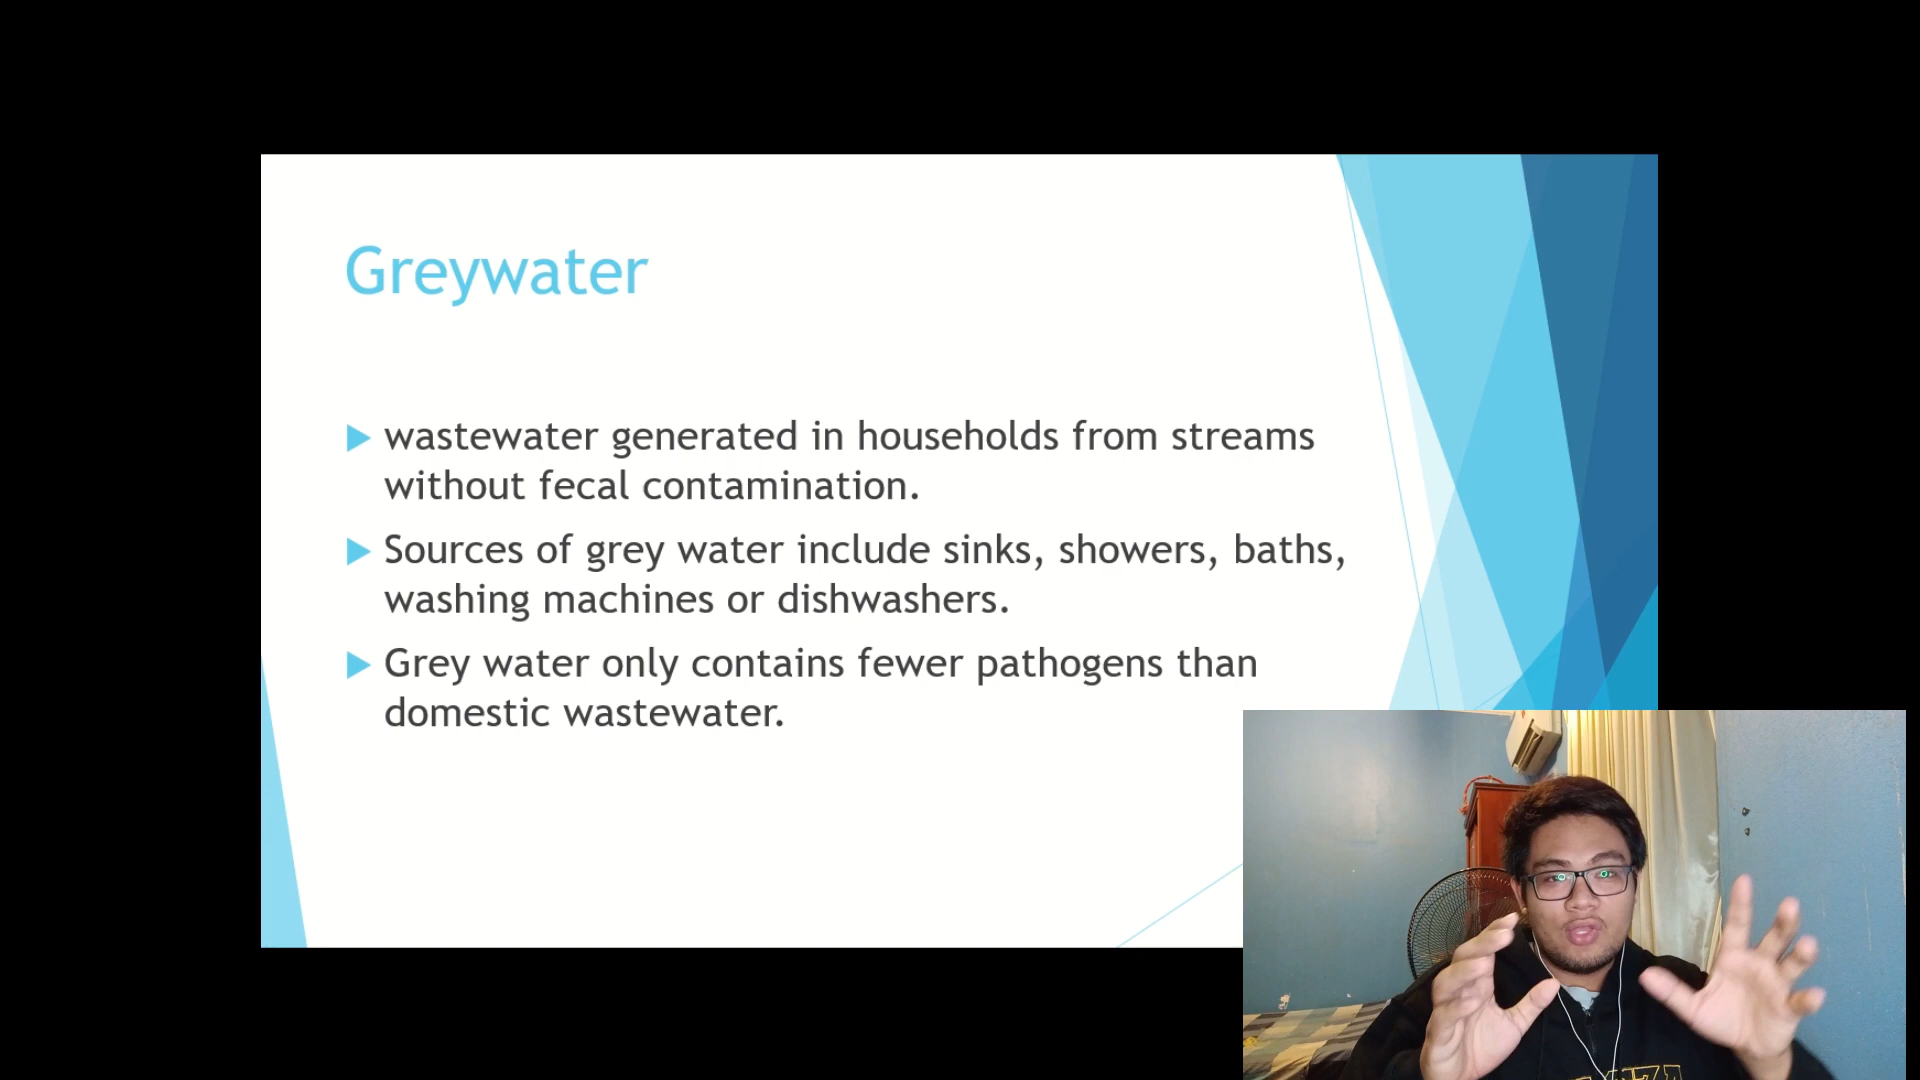 Greywater
wastewater generated in households from streams
without fecal contamination.
Sources of grey water include sinks, showers, baths,
washing machines or dishwashers.
Grey water only contains fewer pathogens than
domestic wastewater.